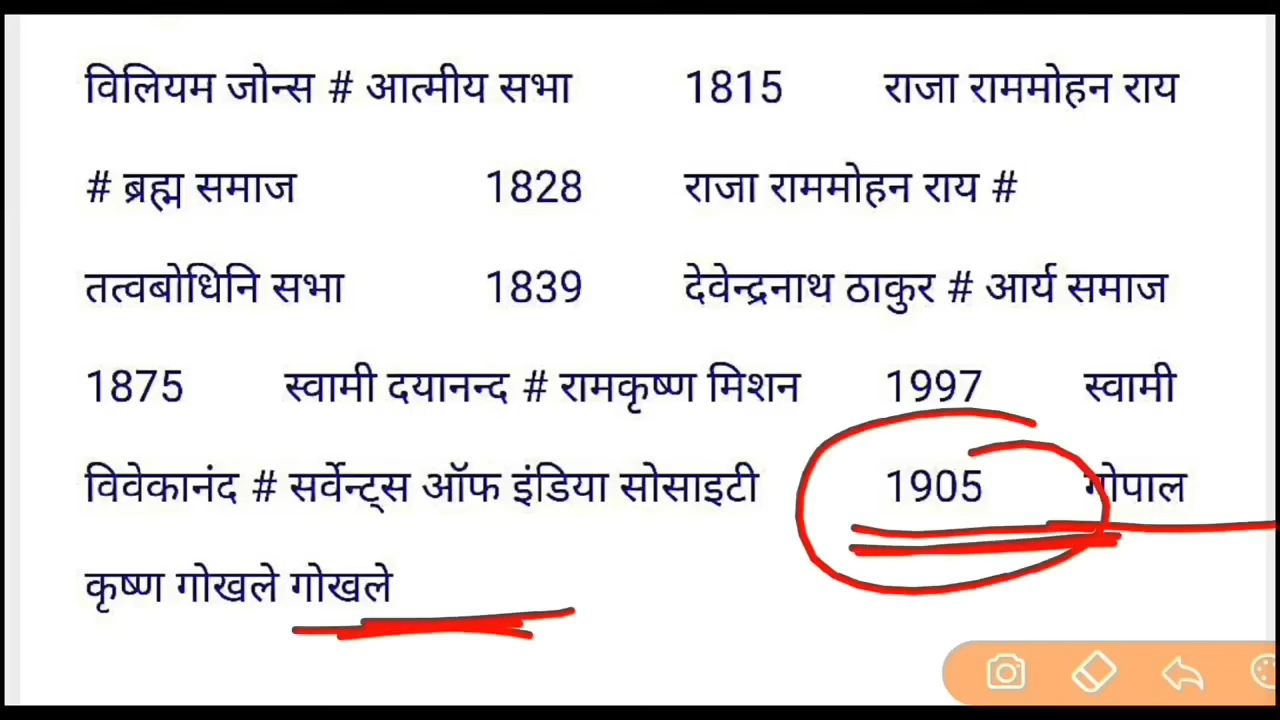 विलियम जोन्स # आत्मीय सभा 1815 राजा राममोहन राय
# ब्रह्म समाज 1828 राजा राममोहन राय #
तत्वबोधिनि सभा 1839 देवेन्द्रनाथ ठाकुर # आर्य समाज
1875 स्वामी दयानन्द # रामकृष्ण मिशन 1997 स्वामी
विवेकानंद # सर्वेन्ट्स ऑफ इंडिया सोसाइटी 1905 गोपाल
कृष्ण गोखले गोखले